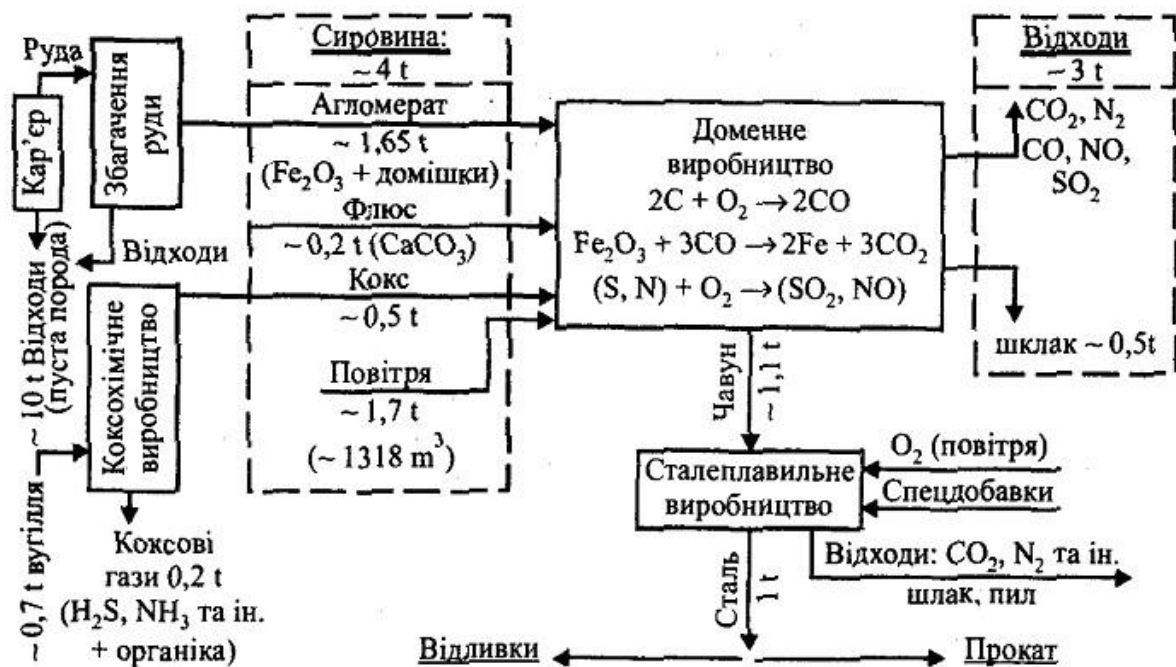 Руда
Кар’єр
Збагачення
руди
Відходи
~ 10 t Відходи
(пуста порода)
Коксохімічне
виробництво
~ 0,7 t вугілля
Коксові
гази 0,2 t
(H₂S, NH₃ та ін.
+ органіка)
Сировина:
~ 4 t
Агломерат
~ 1,65 t
(Fe₂O₃ + домішки)
Флюс
~ 0,2 t (CaCO₃)
Кокс
~ 0,5 t
Повітря
~ 1,7 t
(~ 1318 m³)
Доменне
виробництво
2C + O₂ → 2CO
Fe₂O₃ + 3CO → 2Fe + 3CO₂
(S, N) + O₂ → (SO₂, NO)
Відходи
~ 3 t
CO₂, N₂
CO, NO,
SO₂
шклак ~ 0,5t
Чавун
~ 1,1 t
Сталеплавильне
виробництво
O₂ (повітря)
Спецдобавки
Відходи: CO₂, N₂ та ін.
шлак, пил
Сталь
1 t
Відливки
Прокат